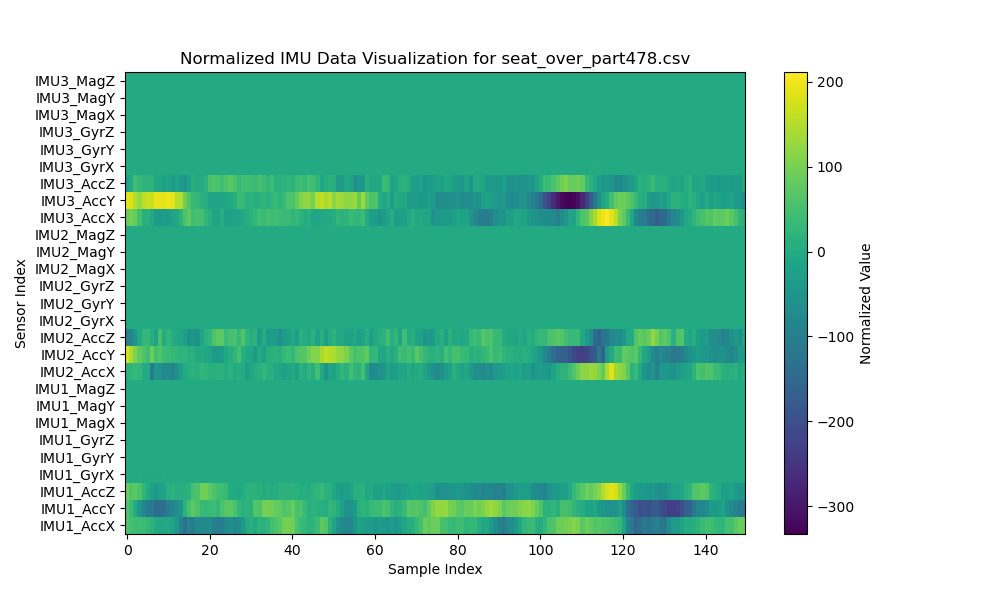 Normalized IMU Data Visualization for seat_over_part478.csv
IMU3_MagZ
IMU3_MagY
IMU3_MagX
IMU3_GyrZ
IMU3_GyrY
IMU3_GyrX
IMU3_AccZ
IMU3_AccY
IMU3_AccX
IMU2_MagZ
IMU2_MagY
IMU2_MagX
IMU2_GyrZ
IMU2_GyrY
IMU2_GyrX
IMU2_AccZ
IMU2_AccY
IMU2_AccX
IMU1_MagZ
IMU1_MagY
IMU1_MagX
IMU1_GyrZ
IMU1_GyrY
IMU1_GyrX
IMU1_AccZ
IMU1_AccY
IMU1_AccX
Sensor Index
0 20 40 60 80 100 120 140
Sample Index
200
100
0
−100
−200
−300
Normalized Value